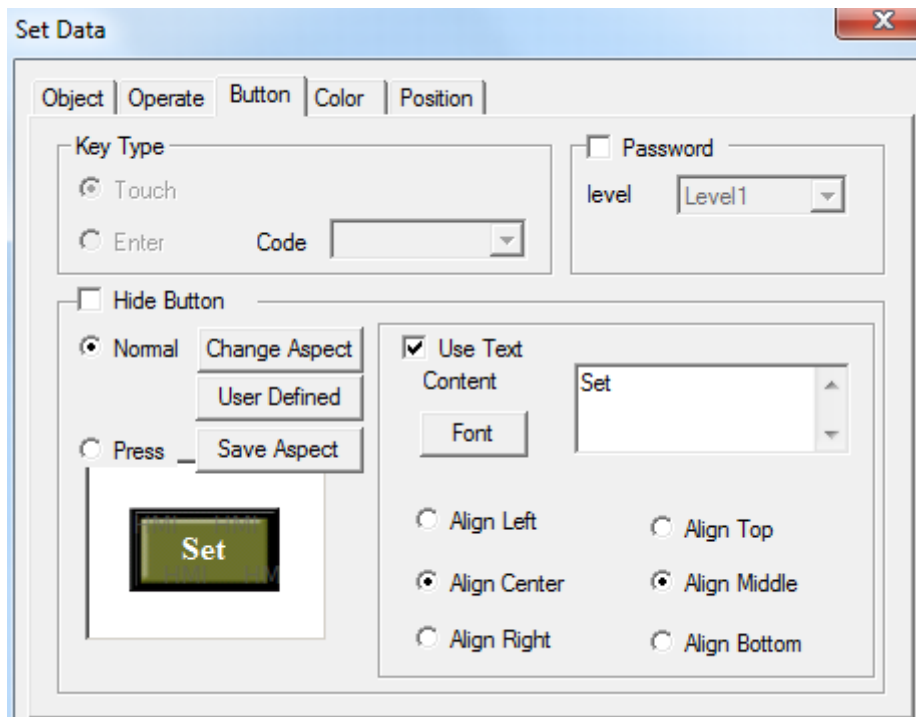 Set Data
Object Operate Button Color Position
Key Type
Touch
Enter Code
Password
level Level1
Hide Button
Normal Change Aspect
User Defined
Press Save Aspect
Set
Use Text
Content Set
Font
Align Left Align Top
Align Center Align Middle
Align Right Align Bottom